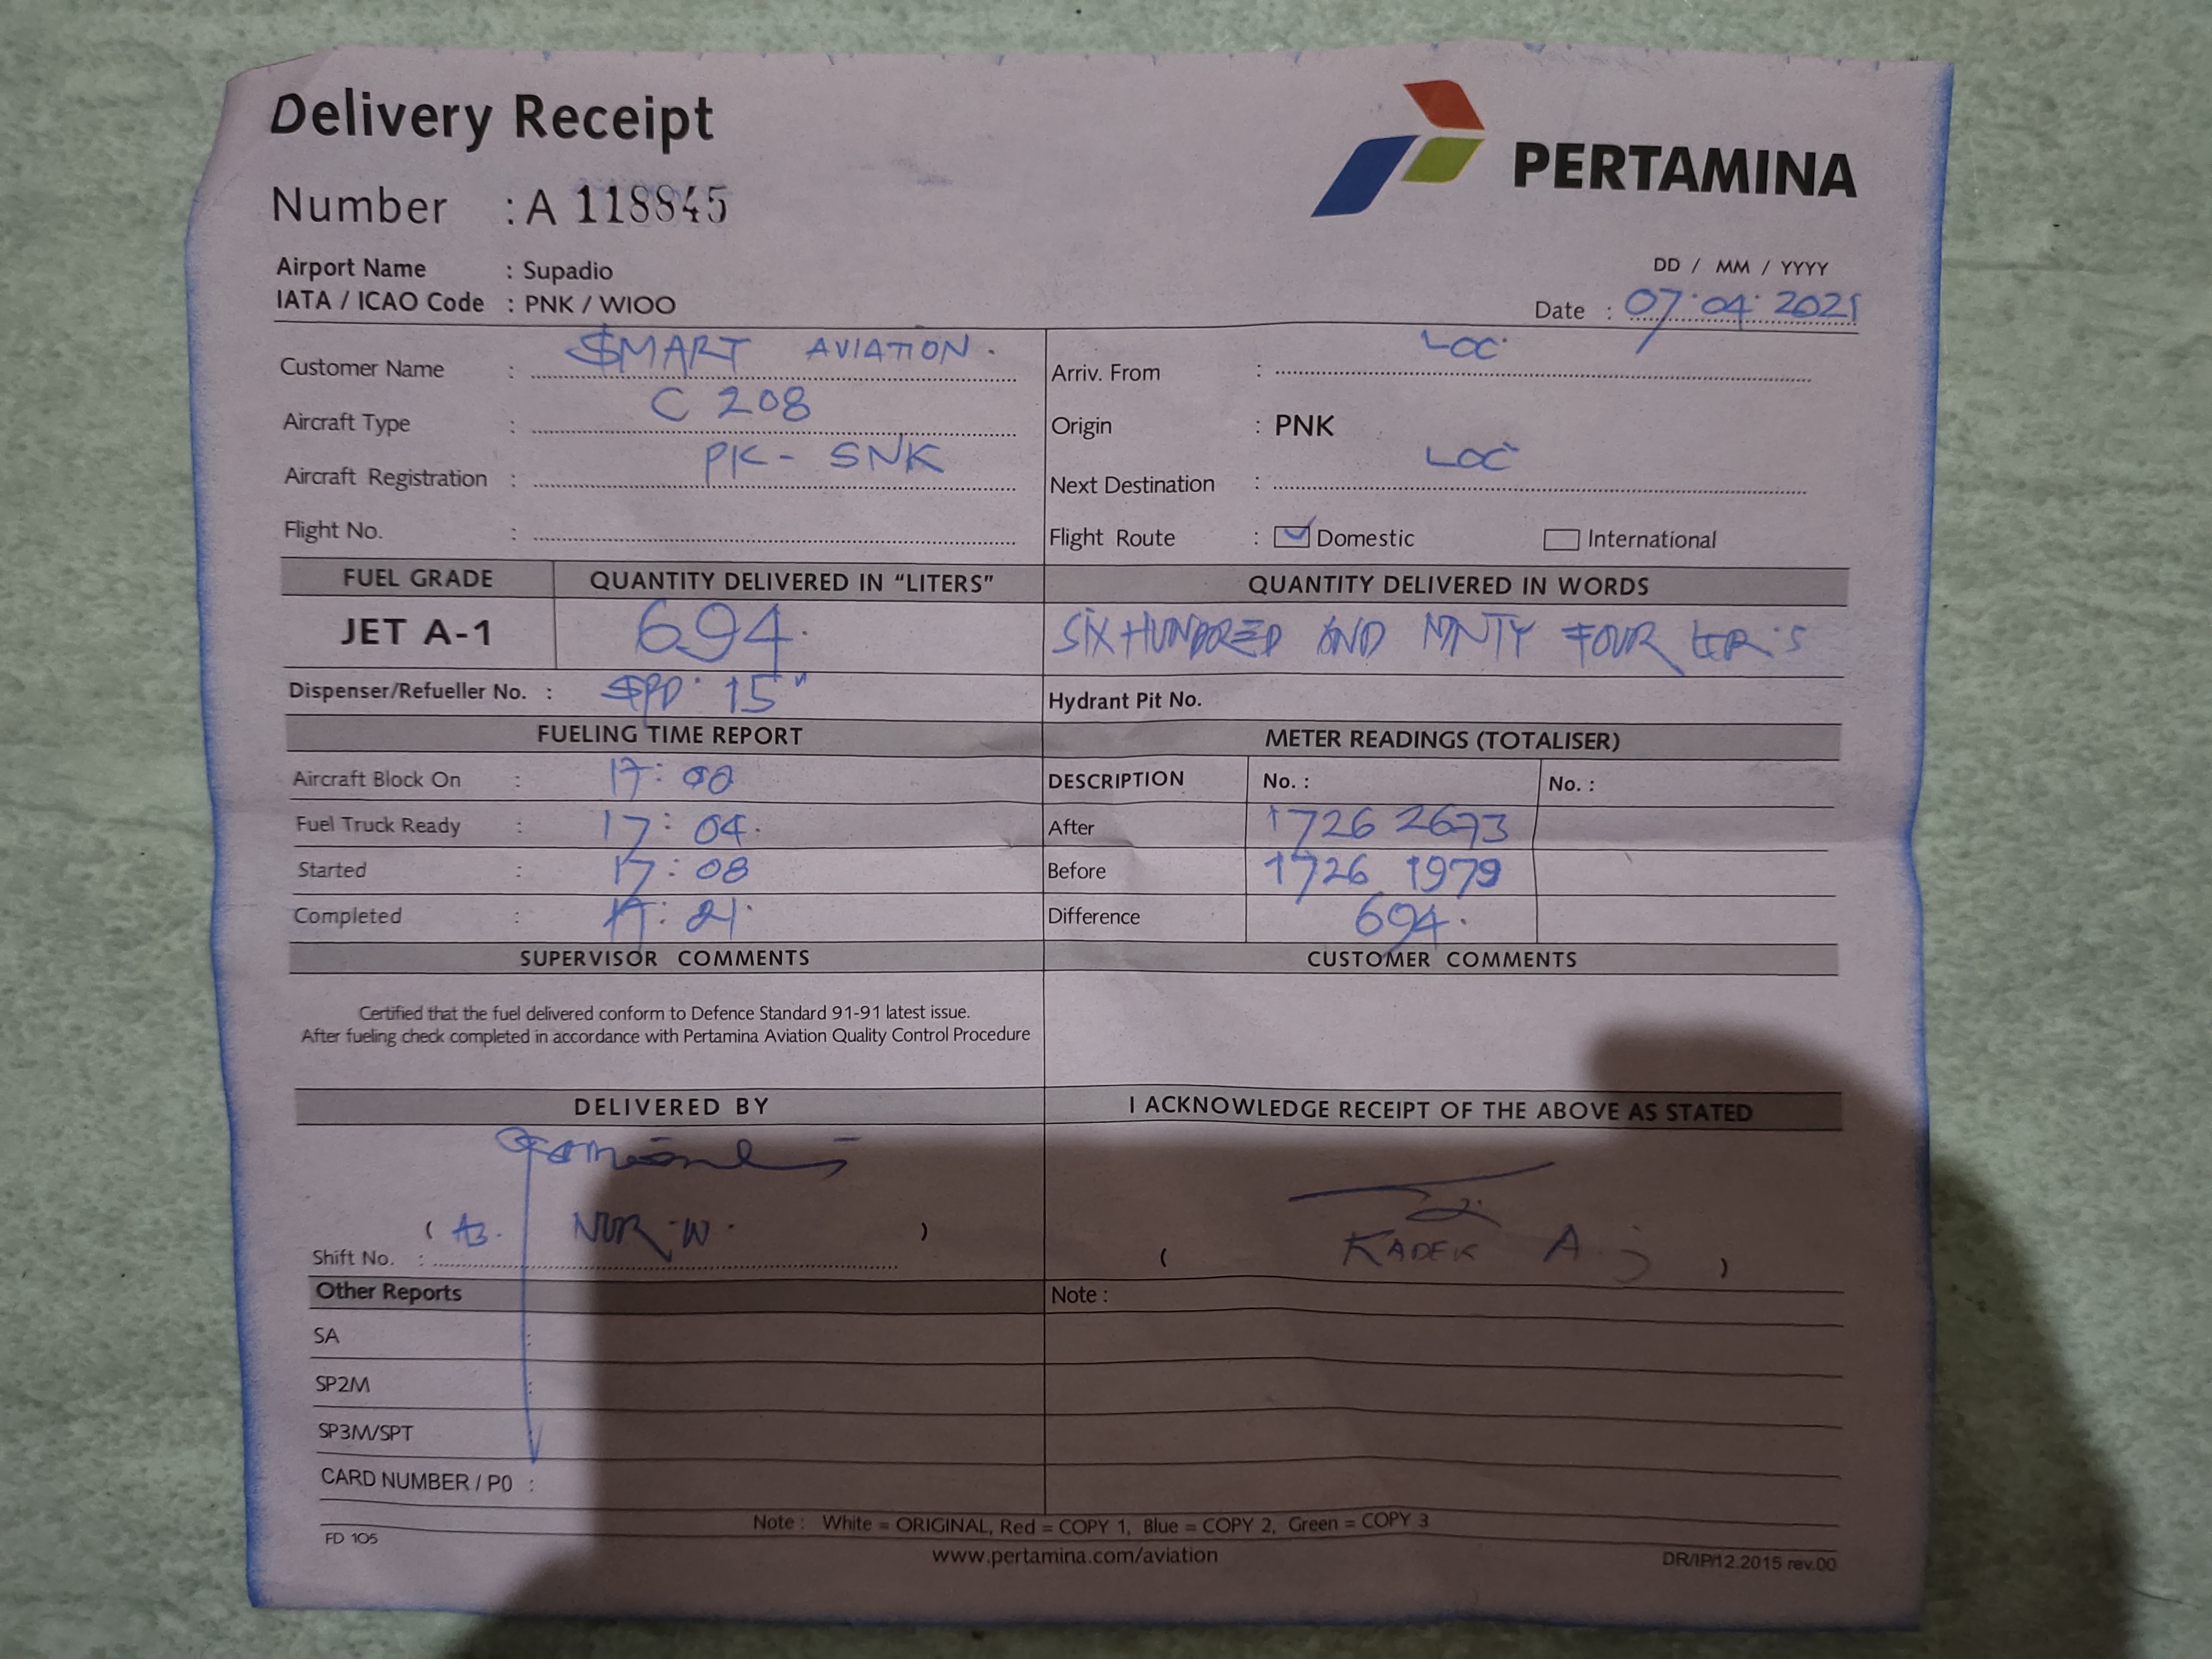 Delivery Receipt
PERTAMINA
Number : A 118845
Airport Name : Supadio
IATA / ICAO Code : PNK / WIOO
DD / MM / YYYY
Date : 07.04.2021
Customer Name : SMART AVIATION.
Arriv. From : LOC
Aircraft Type : C 208
Origin : PNK
Aircraft Registration : PK - SNK
Next Destination : LOC
Flight No. :
Flight Route : Domestic International
FUEL GRADE QUANTITY DELIVERED IN “LITERS” QUANTITY DELIVERED IN WORDS
JET A-1 694. SIX HUNDRED AND NINTY FOUR LTR'S
Dispenser/Refueller No. : SPD 15"
Hydrant Pit No.
FUELING TIME REPORT METER READINGS (TOTALISER)
Aircraft Block On : 17:00 DESCRIPTION No. : No. :
Fuel Truck Ready : 17:04. After 1726 2673
Started : 17:08 Before 1726 1979
Completed : 17:21. Difference 694.
SUPERVISOR COMMENTS CUSTOMER COMMENTS
Certified that the fuel delivered conform to Defence Standard 91-91 latest issue.
After fueling check completed in accordance with Pertamina Aviation Quality Control Procedure
DELIVERED BY I ACKNOWLEDGE RECEIPT OF THE ABOVE AS STATED
( NUR.W. )
( KADEK A. )
Shift No. :
Other Reports Note :
SA :
SP2M :
SP3M/SPT
CARD NUMBER / PO :
Note : White = ORIGINAL, Red = COPY 1, Blue = COPY 2, Green = COPY 3
FD 105
www.pertamina.com/aviation
DR/IP/12.2015 rev.00